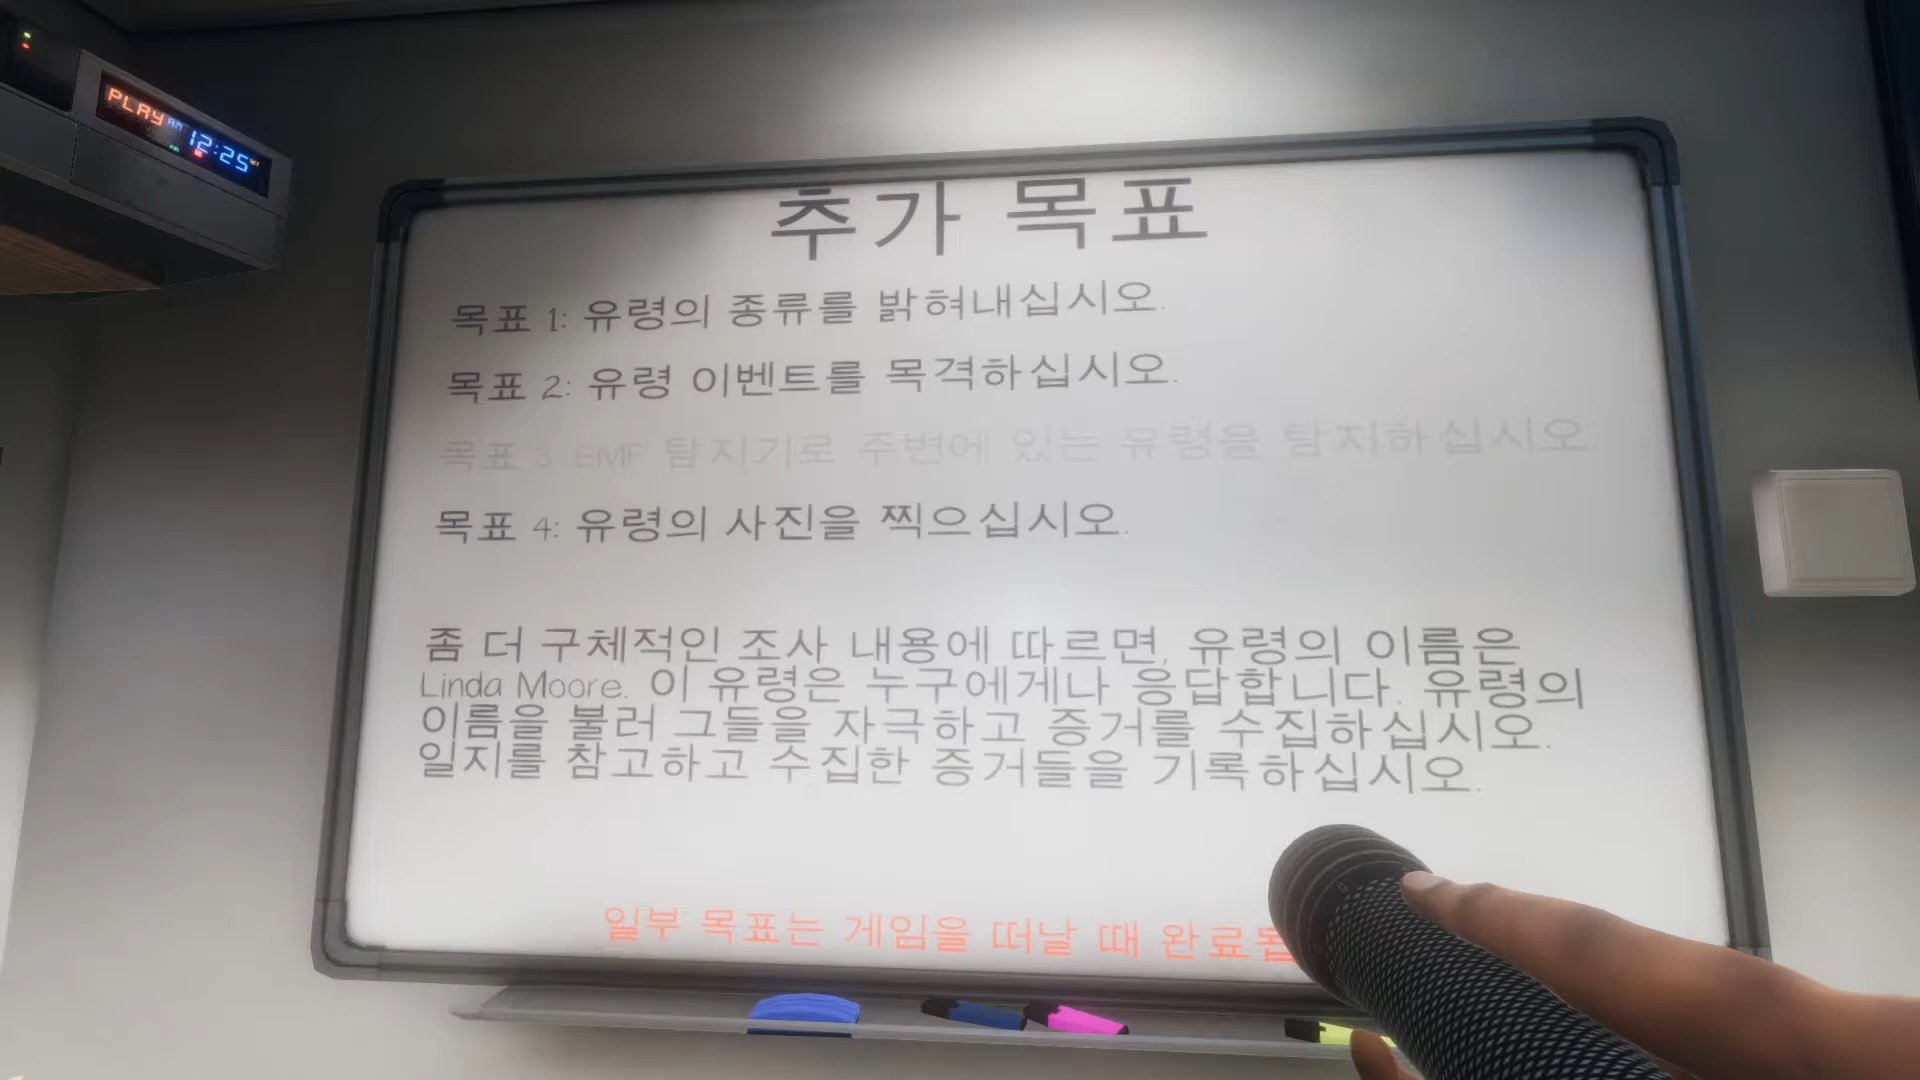 PLAY AM 12:25
추가 목표
목표 1: 유령의 종류를 밝혀내십시오.
목표 2: 유령 이벤트를 목격하십시오.
목표 3: EMF 탐지기로 주변에 있는 유령을 탐지하십시오.
목표 4: 유령의 사진을 찍으십시오.
좀 더 구체적인 조사 내용에 따르면, 유령의 이름은
Linda Moore. 이 유령은 누구에게나 응답합니다. 유령의
이름을 불러 그들을 자극하고 증거를 수집하십시오.
일지를 참고하고 수집한 증거들을 기록하십시오.
일부 목표는 게임을 떠날 때